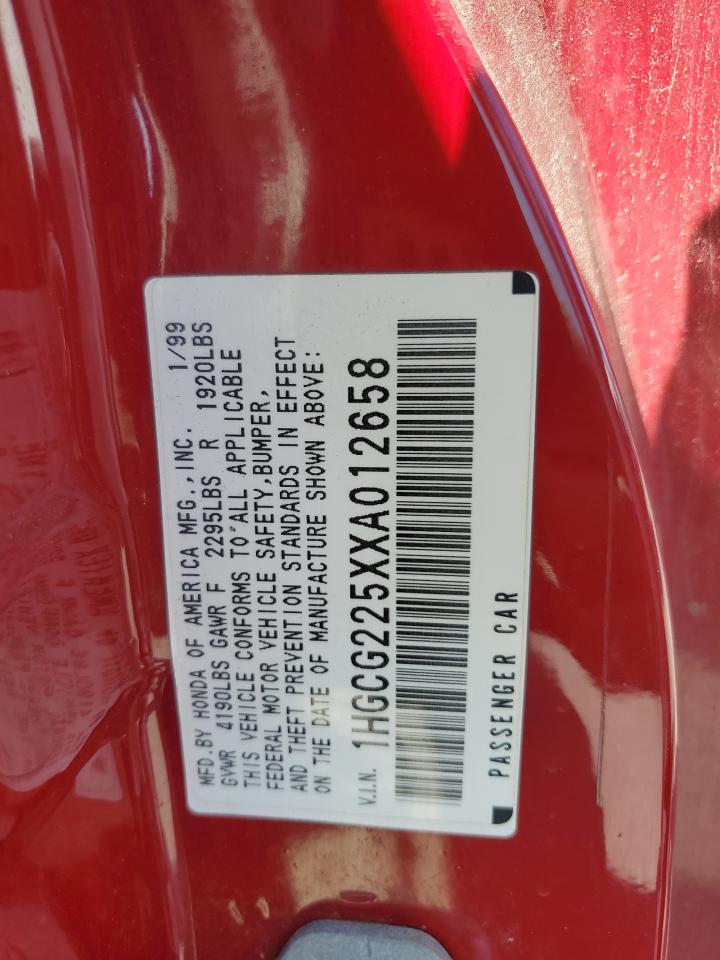 MFD.BY HONDA OF AMERICA MFG.,INC. 1/99
GVWR 4190LBS GAWR F 2295LBS R 1920LBS
THIS VEHICLE CONFORMS TO ALL APPLICABLE
FEDERAL MOTOR VEHICLE SAFETY,BUMPER,
AND THEFT PREVENTION STANDARDS IN EFFECT
ON THE DATE OF MANUFACTURE SHOWN ABOVE:
V.I.N. 1HGCG225XXA012658
PASSENGER CAR